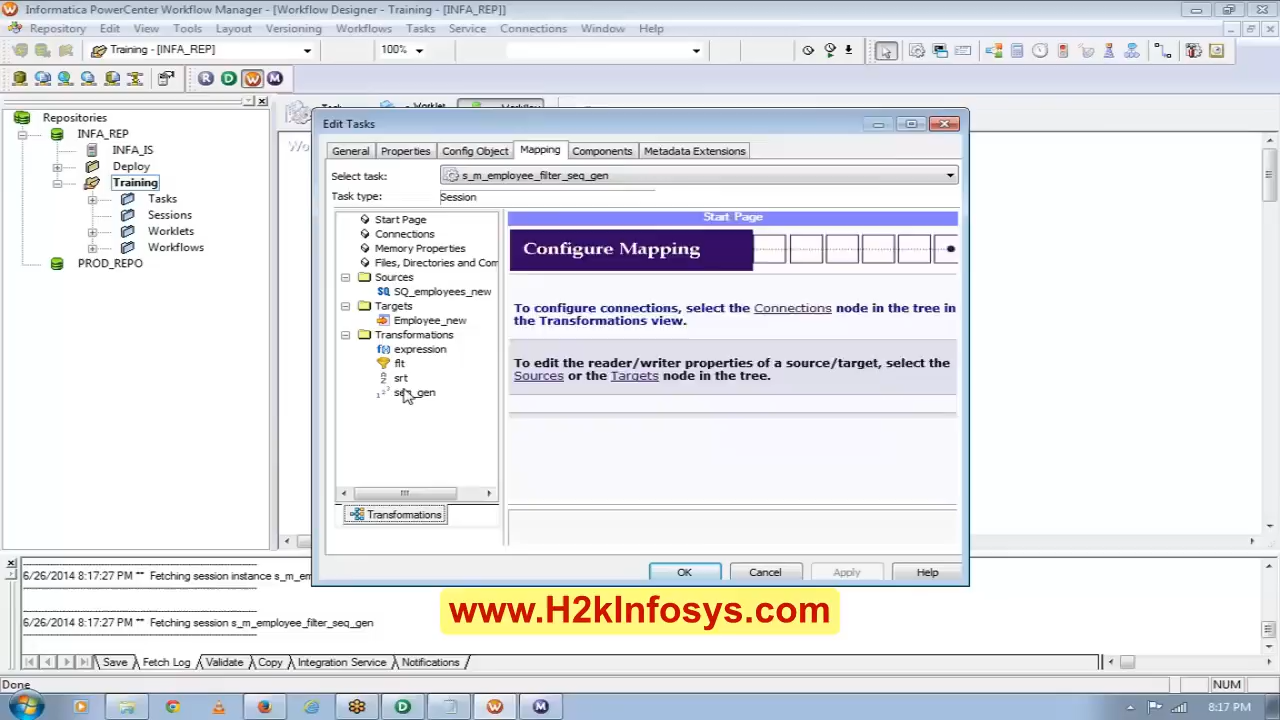 Informatica PowerCenter Workflow Manager - [Workflow Designer - Training - [INFA_REP]]
Repository Edit View Tools Layout Versioning Workflows Tasks Service Connections Window Help
Training - [INFA_REP] 100%
R D W M
Repositories
INFA_REP
INFA_IS
Deploy
Training
Tasks
Sessions
Worklets
Workflows
PROD_REPO
Edit Tasks
General Properties Config Object Mapping Components Metadata Extensions
Select task: s_m_employee_filter_seq_gen
Task type: Session
Start Page
Connections
Memory Properties
Files, Directories and Com
Sources
SQ_employees_new
Targets
Employee_new
Transformations
expression
flt
srt
seq_gen
Transformations
Start Page
Configure Mapping
To configure connections, select the Connections node in the tree in
the Transformations view.
To edit the reader/writer properties of a source/target, select the
Sources or the Targets node in the tree.
OK Cancel Apply Help
6/26/2014 8:17:27 PM ** Fetching session instance s_m_em
6/26/2014 8:17:27 PM ** Fetching session s_m_employee_filter_seq_gen
www.H2kInfosys.com
Save Fetch Log Validate Copy Integration Service Notifications
Done NUM
8:17 PM